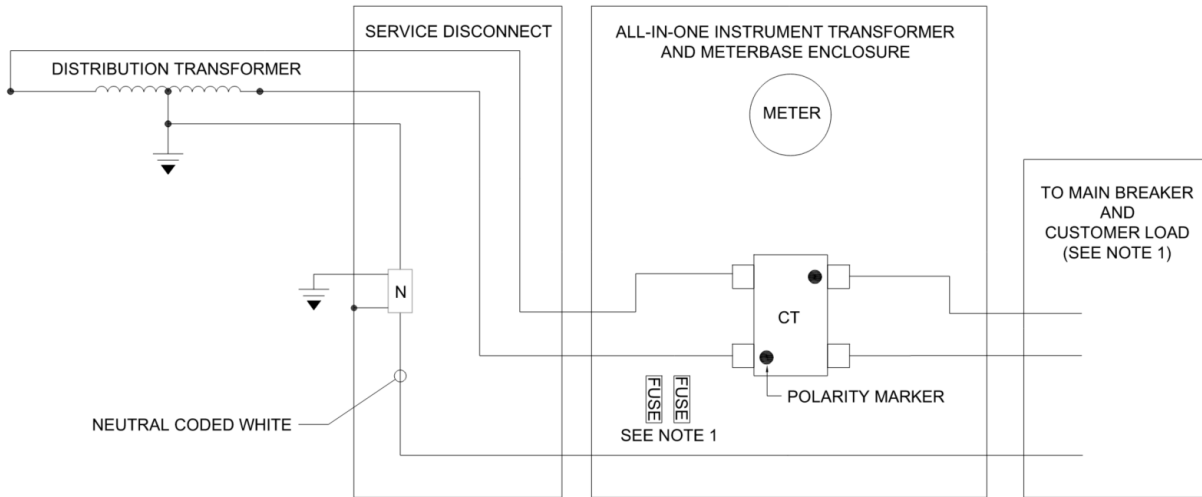 SERVICE DISCONNECT
ALL-IN-ONE INSTRUMENT TRANSFORMER
AND METERBASE ENCLOSURE
DISTRIBUTION TRANSFORMER
METER
TO MAIN BREAKER
AND
CUSTOMER LOAD
(SEE NOTE 1)
N
CT
FUSE
FUSE
POLARITY MARKER
SEE NOTE 1
NEUTRAL CODED WHITE